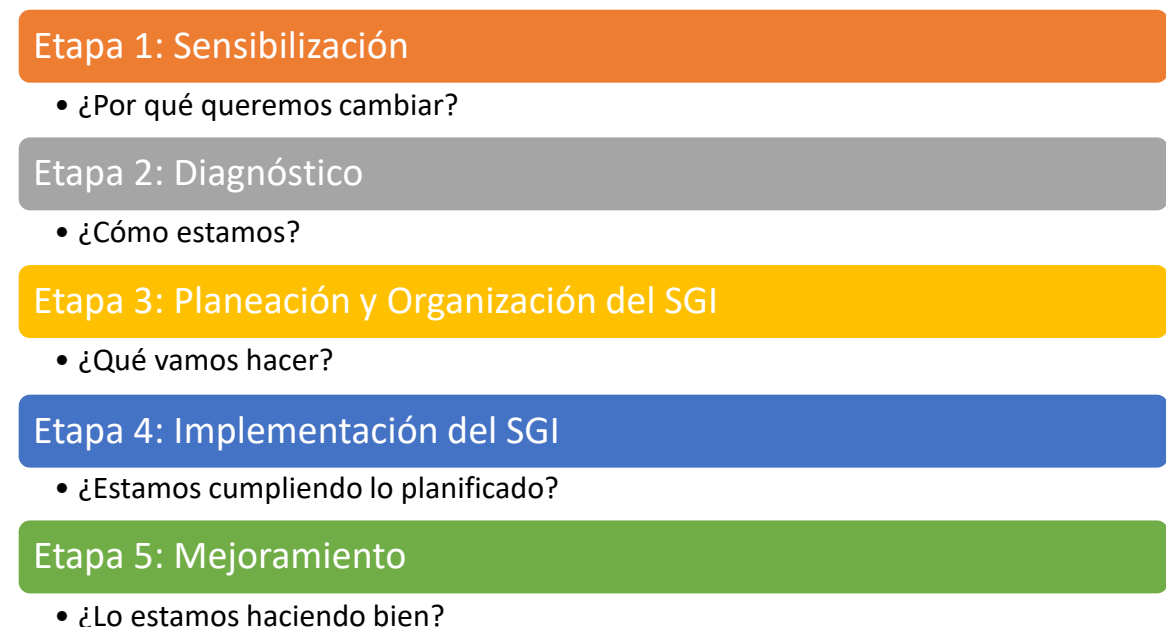 Etapa 1: Sensibilización
• ¿Por qué queremos cambiar?
Etapa 2: Diagnóstico
• ¿Cómo estamos?
Etapa 3: Planeación y Organización del SGI
• ¿Qué vamos hacer?
Etapa 4: Implementación del SGI
• ¿Estamos cumpliendo lo planificado?
Etapa 5: Mejoramiento
• ¿Lo estamos haciendo bien?